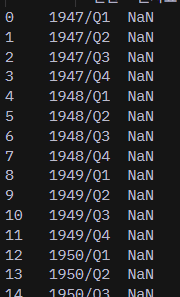 0 1947/Q1 NaN
1 1947/Q2 NaN
2 1947/Q3 NaN
3 1947/Q4 NaN
4 1948/Q1 NaN
5 1948/Q2 NaN
6 1948/Q3 NaN
7 1948/Q4 NaN
8 1949/Q1 NaN
9 1949/Q2 NaN
10 1949/Q3 NaN
11 1949/Q4 NaN
12 1950/Q1 NaN
13 1950/Q2 NaN
14 1950/Q3 NaN